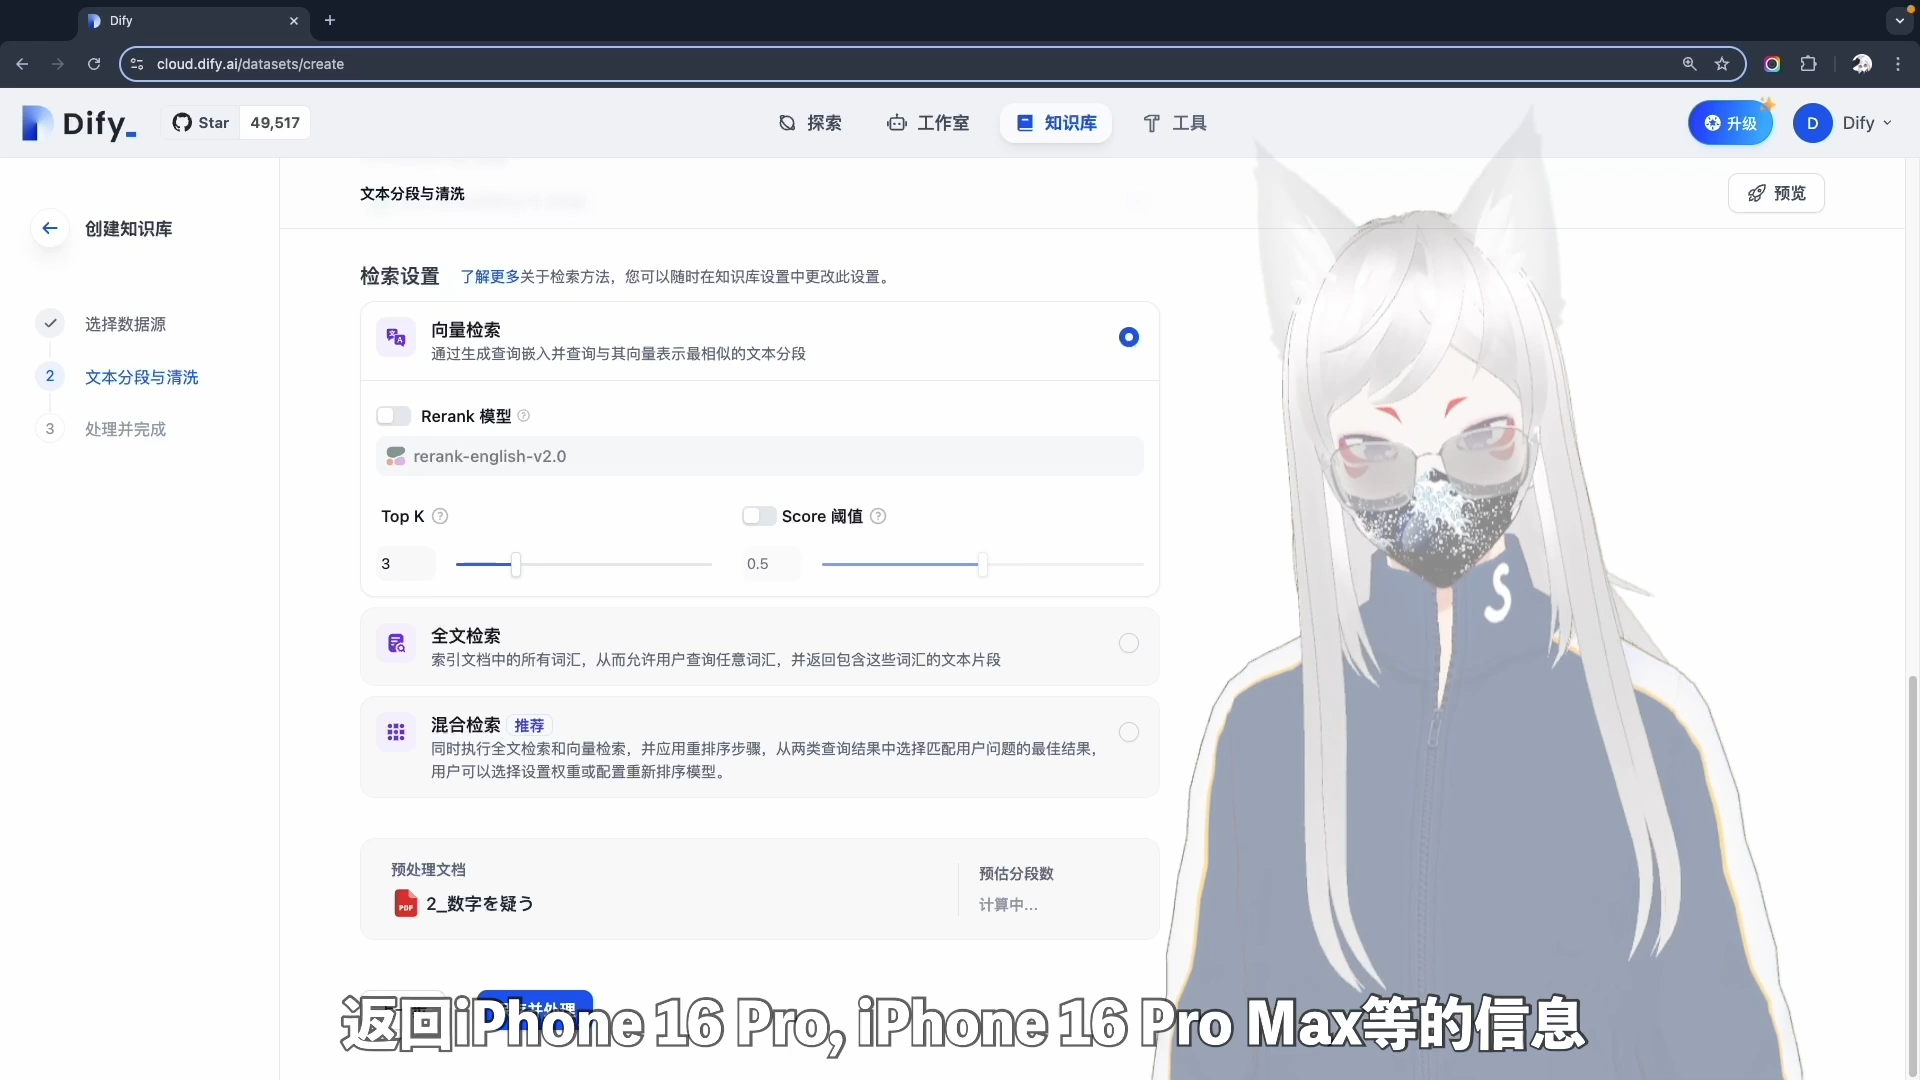 Dify
cloud.dify.ai/datasets/create
Dify_
Star 49,517
探索
工作室
知识库
工具
升级
D
Dify
创建知识库
选择数据源
2 文本分段与清洗
3 处理并完成
文本分段与清洗
预览
检索设置 了解更多关于检索方法，您可以随时在知识库设置中更改此设置。
向量检索
通过生成查询嵌入并查询与其向量表示最相似的文本分段
Rerank 模型
rerank-english-v2.0
Top K
Score 阈值
3
0.5
全文检索
索引文档中的所有词汇，从而允许用户查询任意词汇，并返回包含这些词汇的文本片段
混合检索 推荐
同时执行全文检索和向量检索，并应用重排序步骤，从两类查询结果中选择匹配用户问题的最佳结果，
用户可以选择设置权重或配置重新排序模型。
预处理文档
PDF 2_数字を疑う
预估分段数
计算中...
S
返回iPhone 16 Pro, iPhone 16 Pro Max等的信息